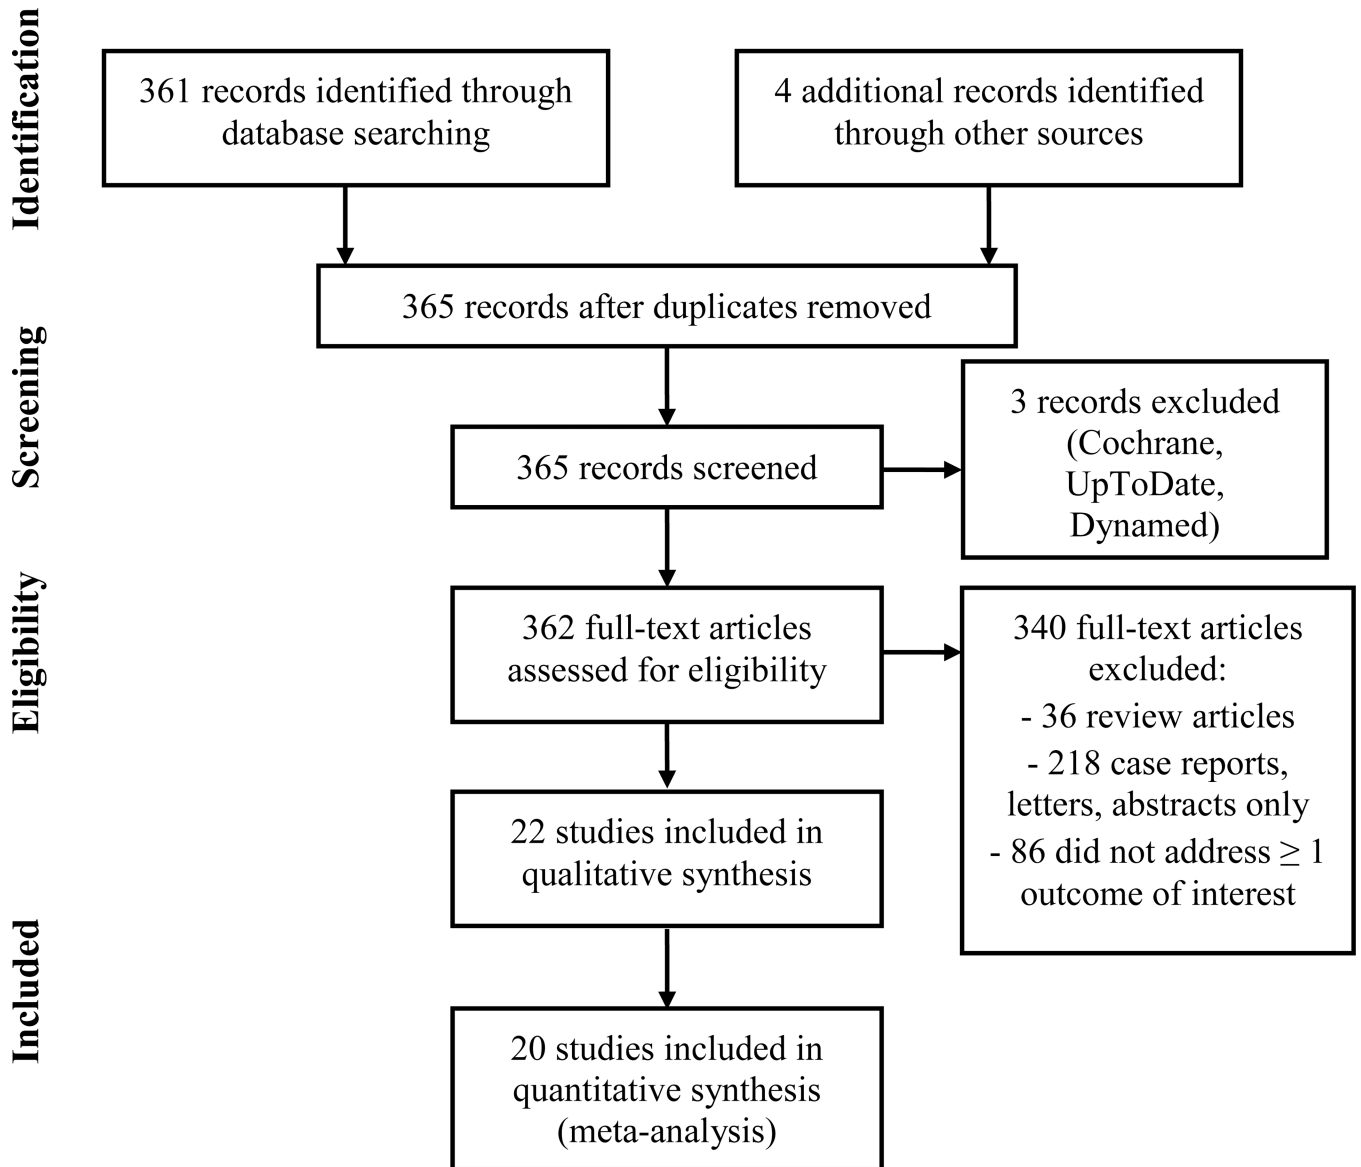 Identification
361 records identified through
database searching
4 additional records identified
through other sources
365 records after duplicates removed
Screening
365 records screened
3 records excluded
(Cochrane,
UpToDate,
Dynamed)
Eligibility
362 full-text articles
assessed for eligibility
340 full-text articles
excluded:
- 36 review articles
- 218 case reports,
letters, abstracts only
- 86 did not address ≥ 1
outcome of interest
22 studies included in
qualitative synthesis
Included
20 studies included in
quantitative synthesis
(meta-analysis)